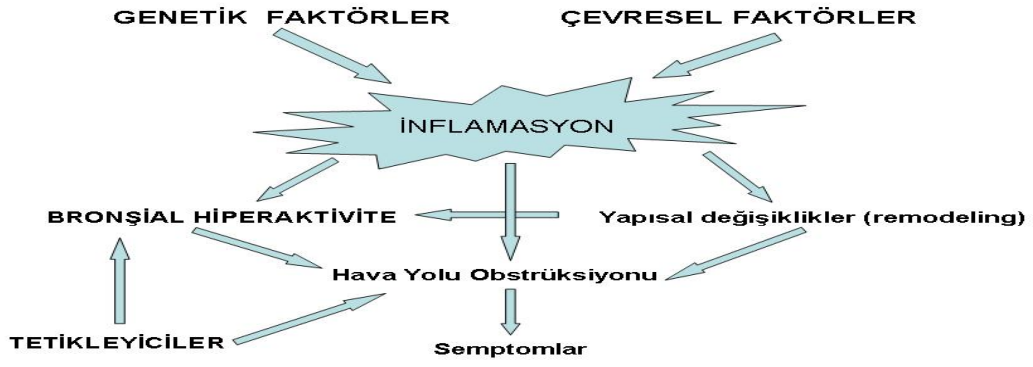 GENETİK FAKTÖRLER
ÇEVRESEL FAKTÖRLER
İNFLAMASYON
BRONŞİAL HİPERAKTİVİTE
Yapısal değişiklikler (remodeling)
Hava Yolu Obstrüksiyonu
TETİKLEYİCİLER
Semptomlar